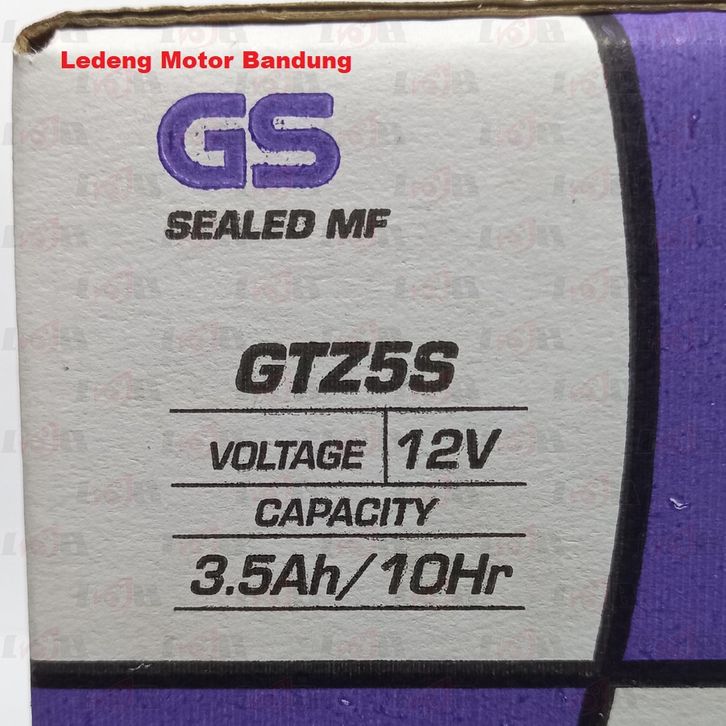 Ledeng Motor Bandung
GS
SEALED MF
GTZ5S
VOLTAGE 12V
CAPACITY
3.5Ah/10Hr